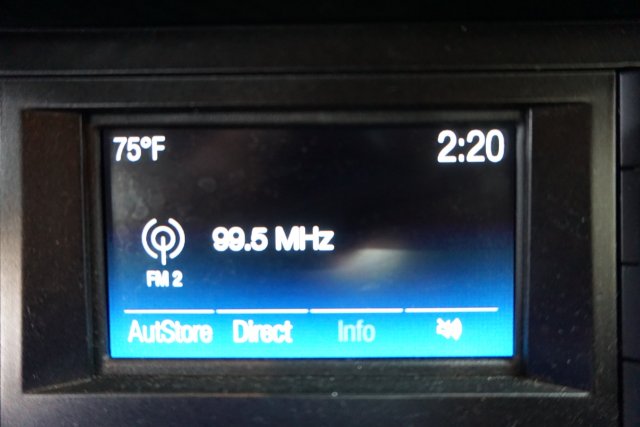 75°F 2:20
99.5 MHz
FM 2
AutStore Direct Info